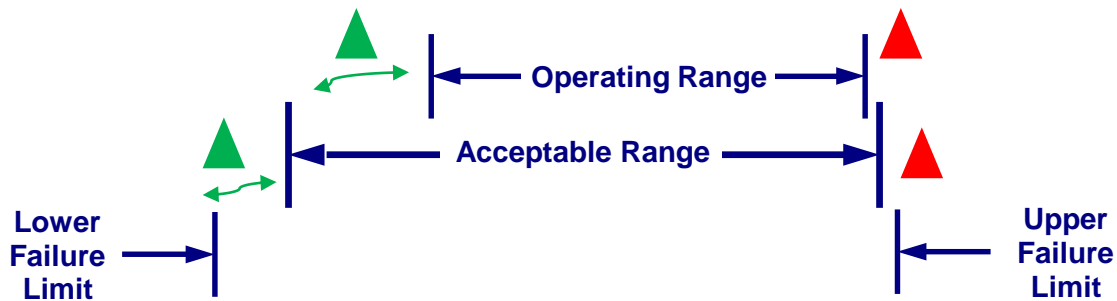 Operating Range
Acceptable Range
Lower
Failure
Limit
Upper
Failure
Limit